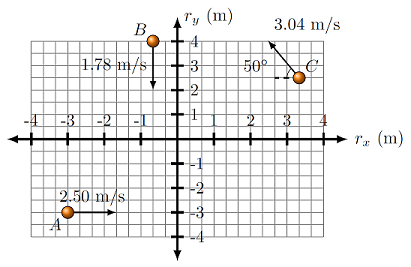 r_y (m)
3.04 m/s
B
4
1.78 m/s
3
50°
C
2
1
-4 -3 -2 -1 1 2 3 4
r_x (m)
-1
-2
2.50 m/s
-3
A
-4